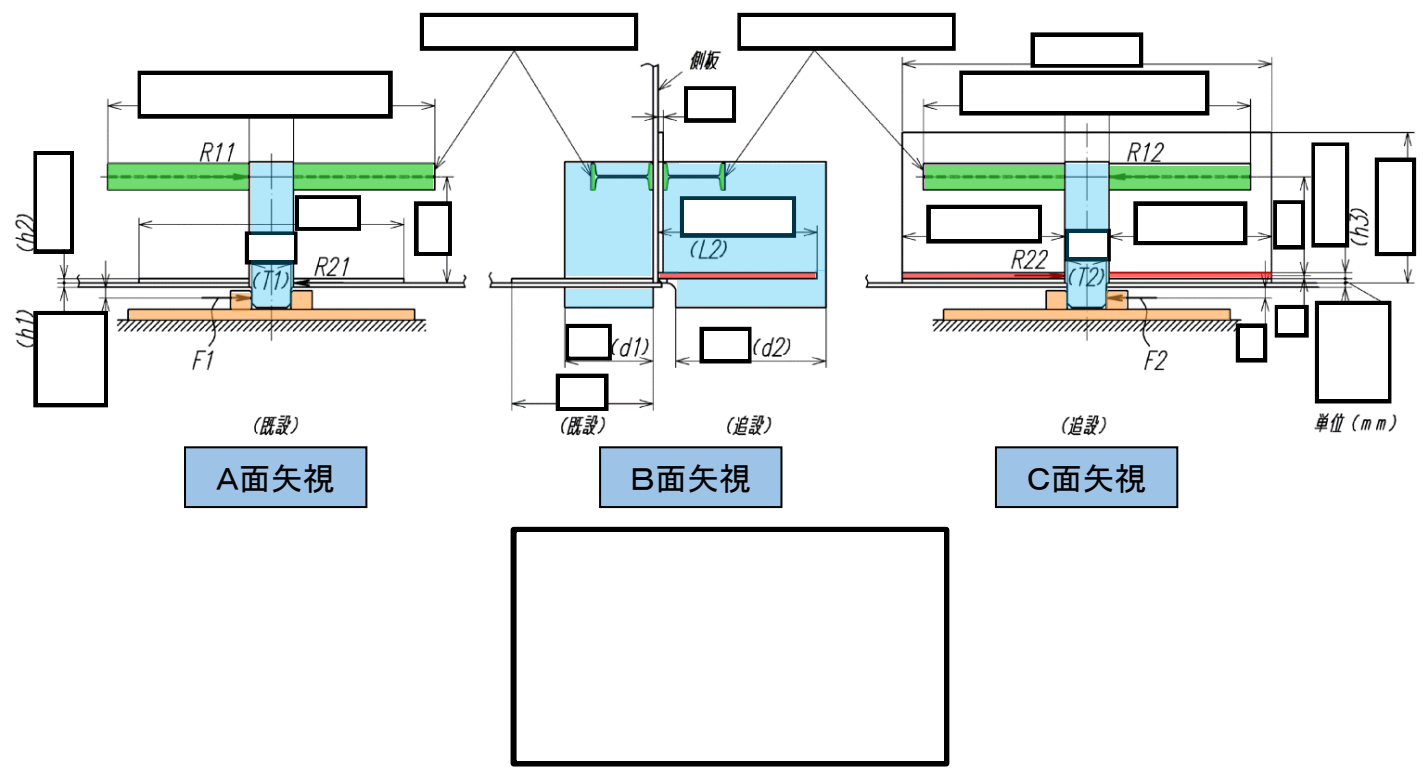 側板
R11
R12
(h2)
(h3)
(L2)
R21
R22
(T1)
(T2)
(h1)
F1
(d1)
(d2)
F2
(既設)
(既設)
(追設)
(追設)
単位(mm)
A面矢視
B面矢視
C面矢視